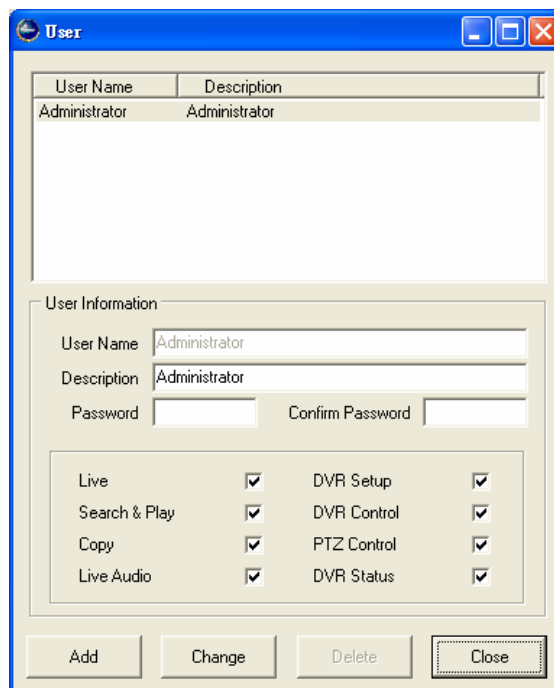 User
User Name Description
Administrator Administrator
User Information
User Name Administrator
Description Administrator
Password Confirm Password
Live DVR Setup
Search & Play DVR Control
Copy PTZ Control
Live Audio DVR Status
Add Change Delete Close